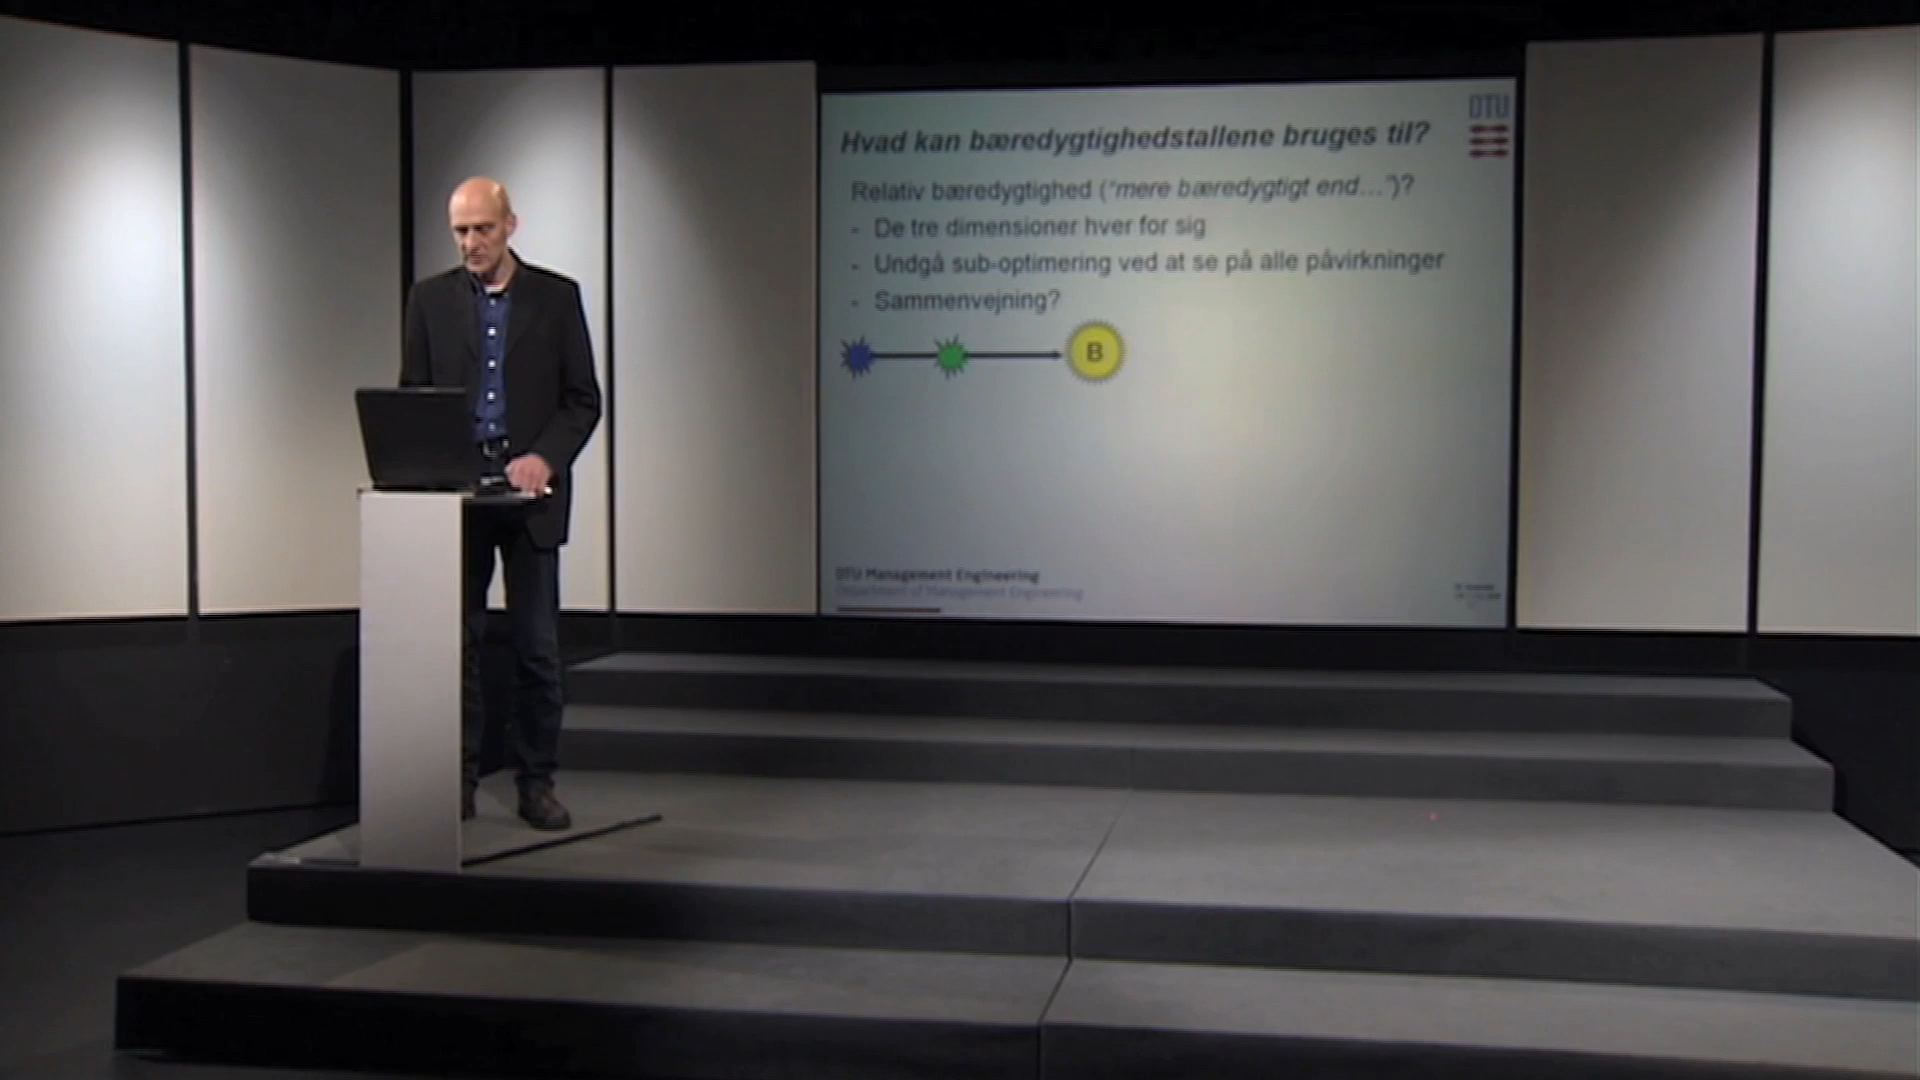 DTU
Hvad kan bæredygtighedstallene bruges til?
Relativ bæredygtighed (“mere bæredygtigt end…”)?
- De tre dimensioner hver for sig
- Undgå sub-optimering ved at se på alle påvirkninger
- Sammenvejning?
B
DTU Management Engineering
Department of Management Engineering